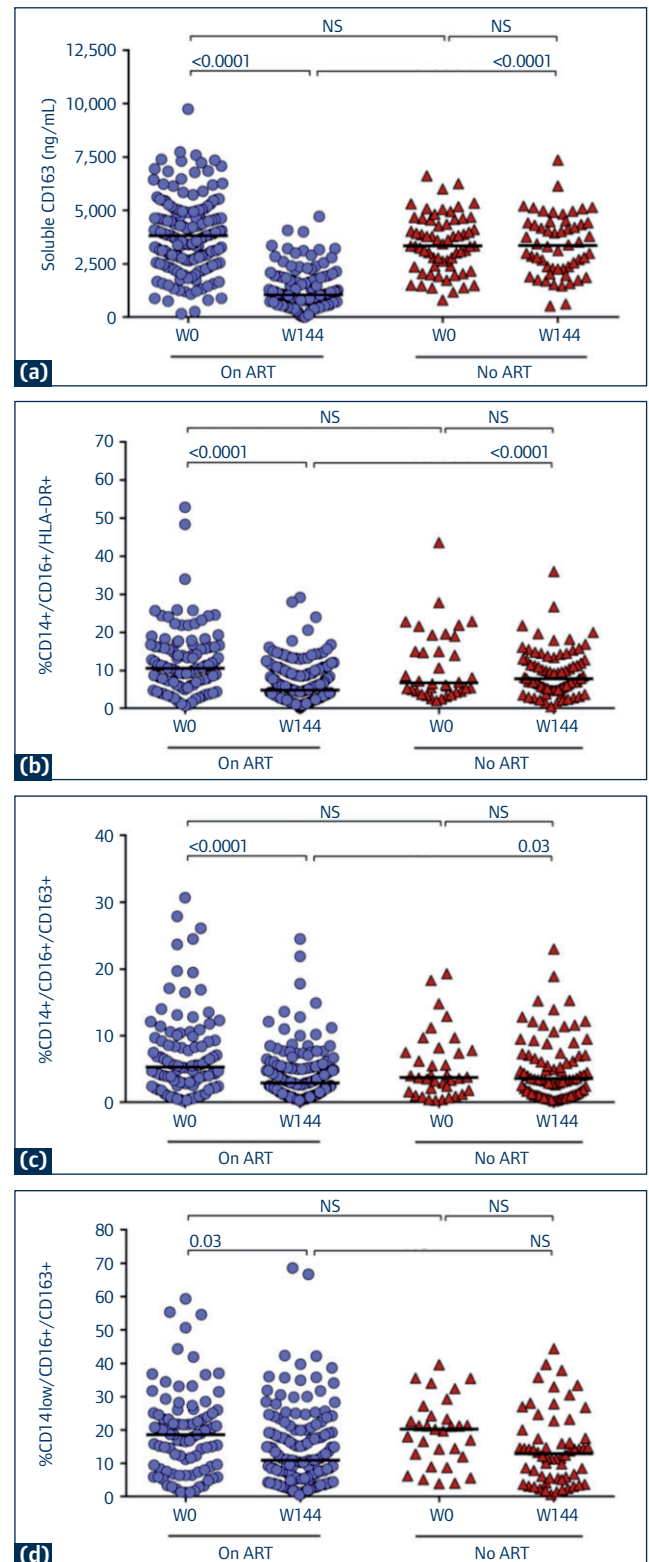 NS NS
12,500
<0.0001 <0.0001
10,000
7,500
5,000
2,500
0
Soluble CD163 (ng/mL)
W0 W144 W0 W144
On ART No ART
(a)
NS NS
70
<0.0001 <0.0001
60
50
40
30
20
10
0
%CD14+/CD16+/HLA-DR+
W0 W144 W0 W144
On ART No ART
(b)
NS NS
40
<0.0001 0.03
30
20
10
0
%CD14+/CD16+/CD163+
W0 W144 W0 W144
On ART No ART
(c)
NS NS
80
0.03 NS
70
60
50
40
30
20
10
0
%CD14low/CD16+/CD163+
W0 W144 W0 W144
On ART No ART
(d)